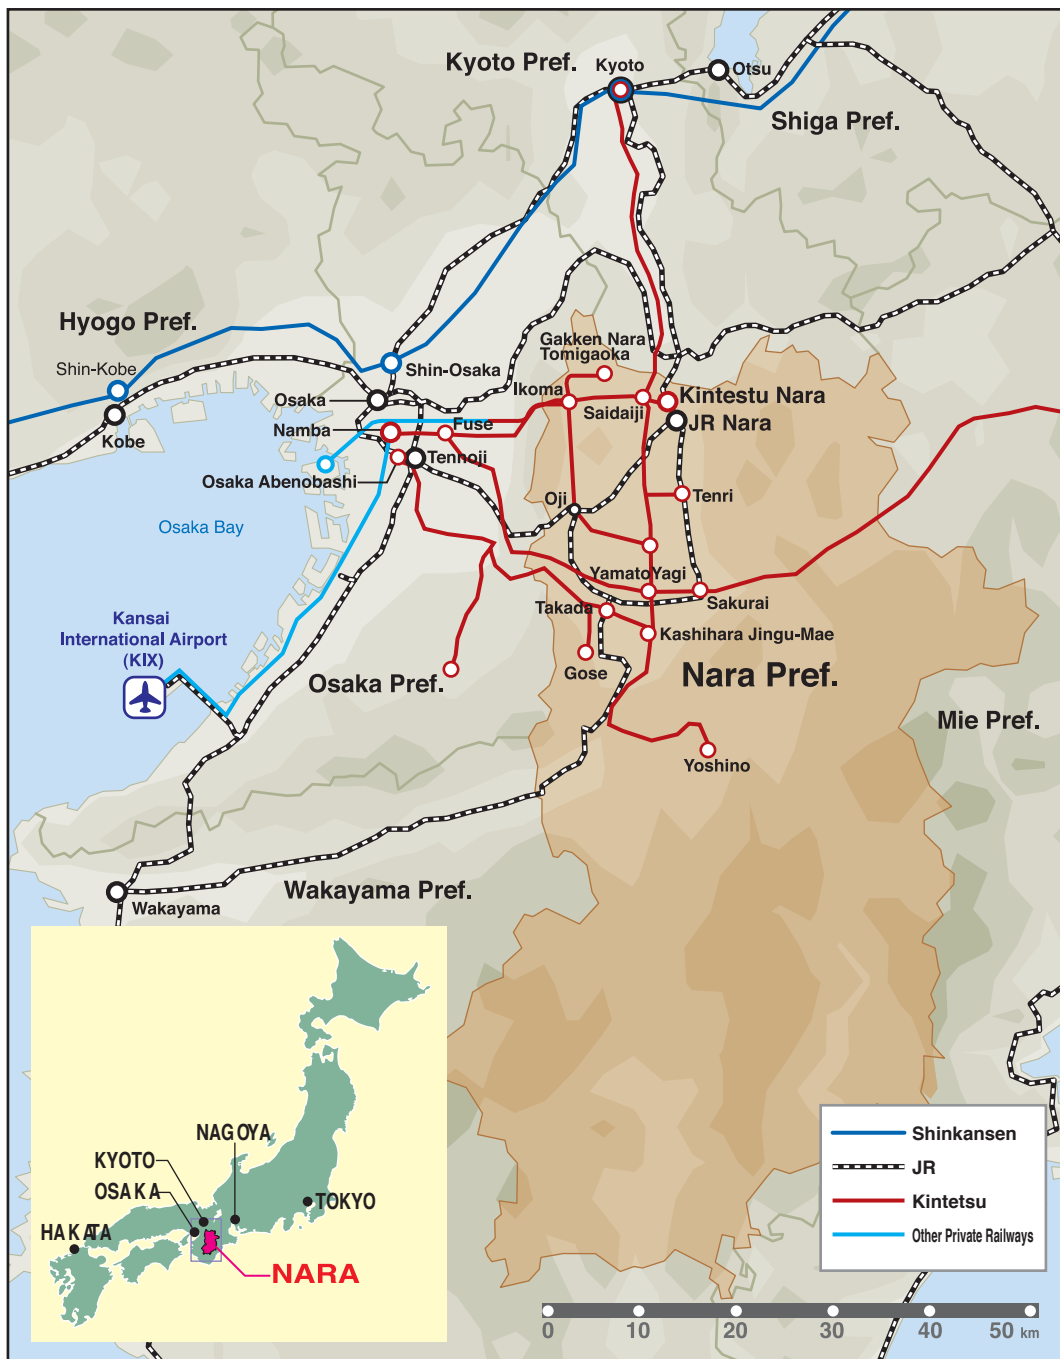 Kyoto Pref.
Kyoto
Otsu
Shiga Pref.
Hyogo Pref.
Shin-Kobe
Kobe
Shin-Osaka
Osaka
Namba
Fuse
Tennoji
Osaka Abenobashi
Gakken Nara
Tomigaoka
Ikoma
Saidaiji
Kintestu Nara
JR Nara
Oji
Tenri
Osaka Bay
YamatoYagi
Sakurai
Takada
Kashihara Jingu-Mae
Gose
Kansai
International Airport
(KIX)
Osaka Pref.
Nara Pref.
Mie Pref.
Yoshino
Wakayama Pref.
Wakayama
NAGOYA
KYOTO
OSAKA
TOKYO
HAKATA
NARA
Shinkansen
JR
Kintetsu
Other Private Railways
0 10 20 30 40 50 km